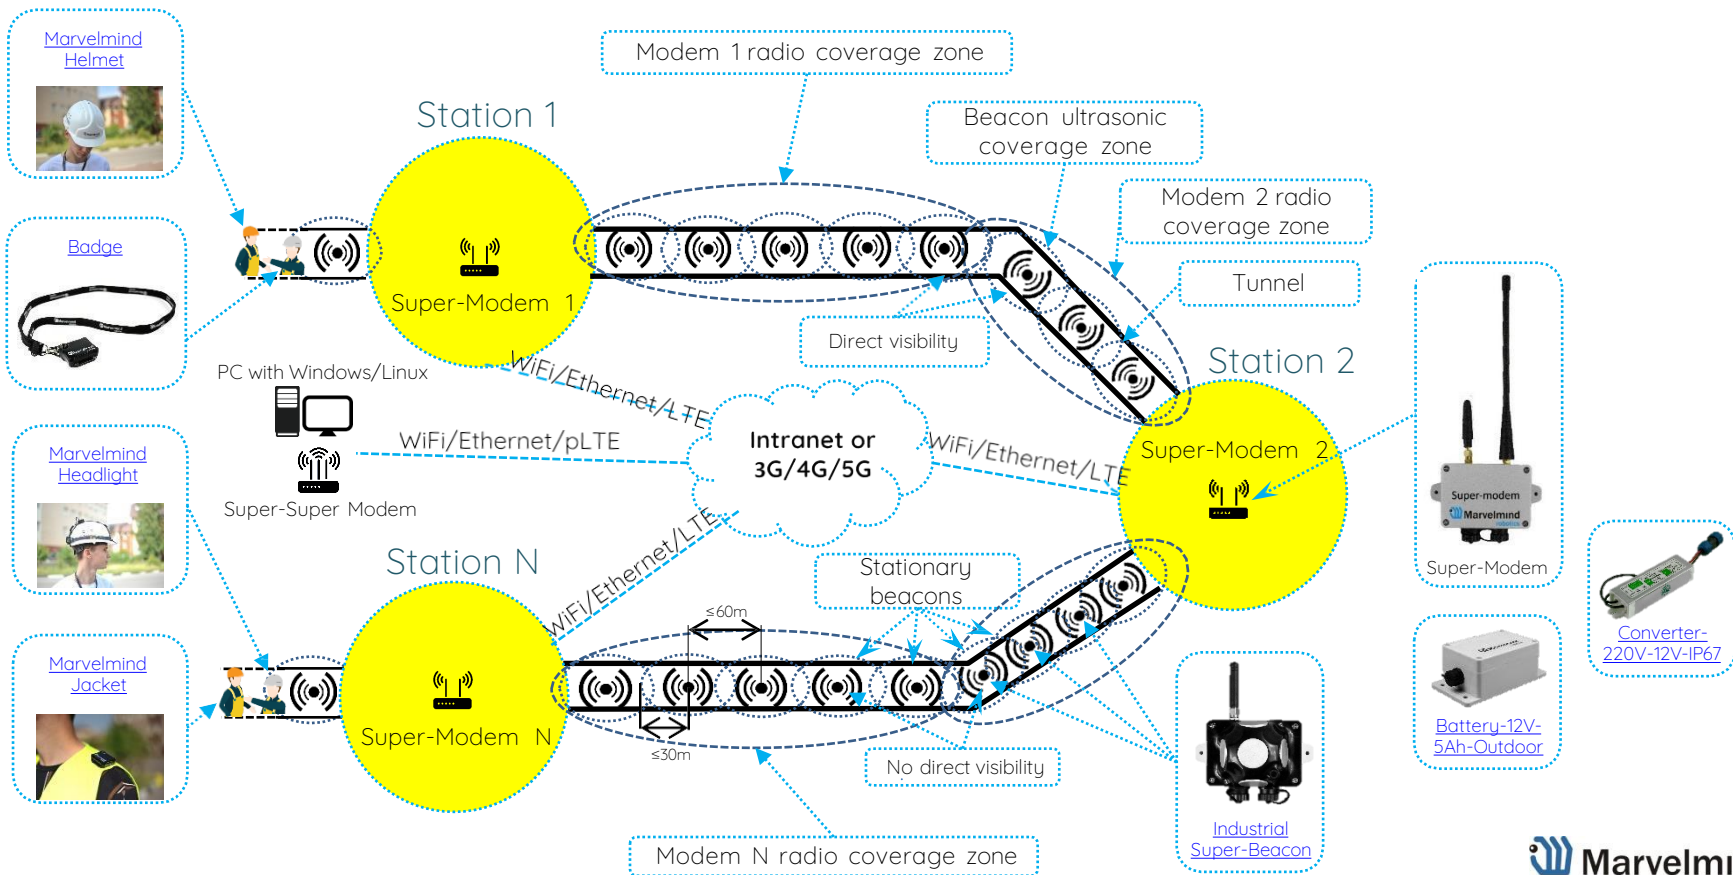 Marvelmind
Helmet
Modem 1 radio coverage zone
Station 1
Beacon ultrasonic
coverage zone
Modem 2 radio
coverage zone
Badge
Tunnel
Super-Modem 1
Direct visibility
Station 2
PC with Windows/Linux
WiFi/Ethernet/LTE
WiFi/Ethernet/pLTE
Intranet or
3G/4G/5G
WiFi/Ethernet/LTE
Super-Modem 2
Marvelmind
Headlight
Super-Super Modem
Super-modem
Marvelmind
robotics
Super-Modem
Station N
WiFi/Ethernet/LTE
Stationary
beacons
≤60m
Converter-
220V-12V-IP67
Marvelmind
Jacket
Super-Modem N
≤30m
No direct visibility
Battery-12V-
5Ah-Outdoor
Industrial
Super-Beacon
Modem N radio coverage zone
Marvelmi